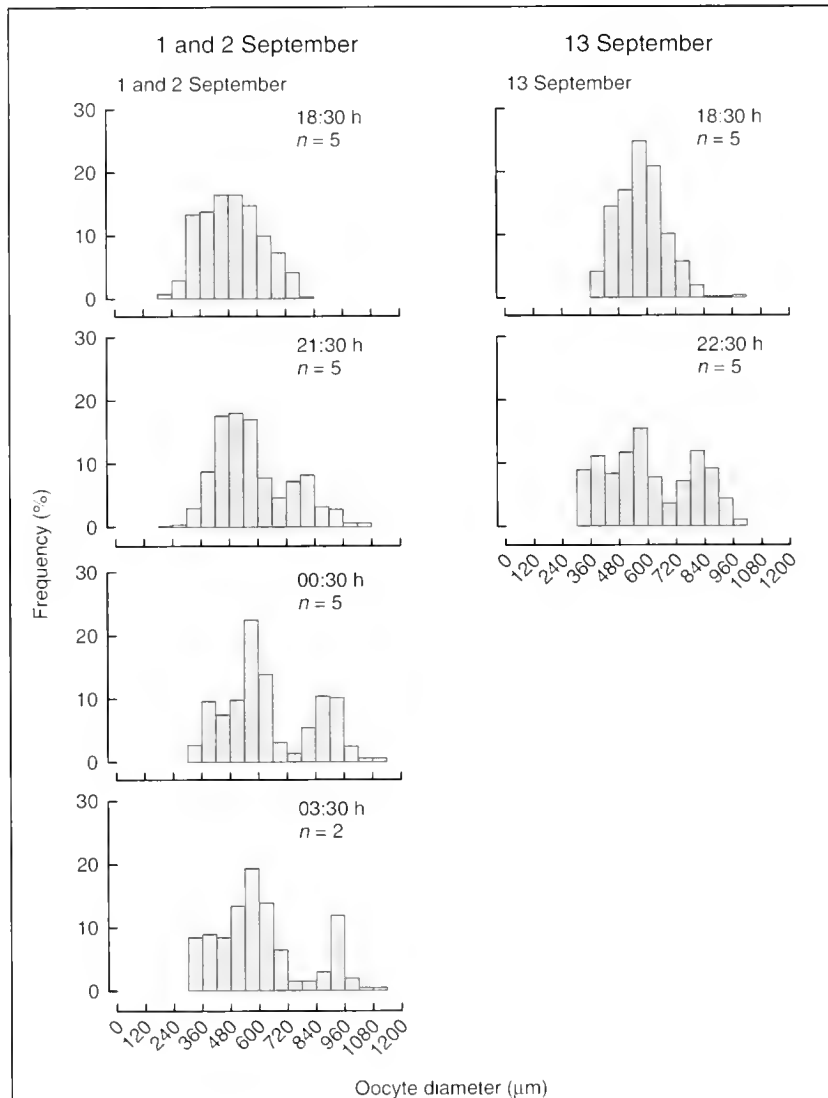 1 and 2 September
13 September
1 and 2 September
13 September
30
20
10
0
18:30 h
n = 5
18:30 h
n = 5
30
20
10
0
21:30 h
n = 5
22:30 h
n = 5
0 120 240 360 480 600 720 840 960 1080 1200
Frequency (%)
30
20
10
0
00:30 h
n = 5
30
20
10
0
03:30 h
n = 2
0 120 240 360 480 600 720 840 960 1080 1200
Oocyte diameter (µm)